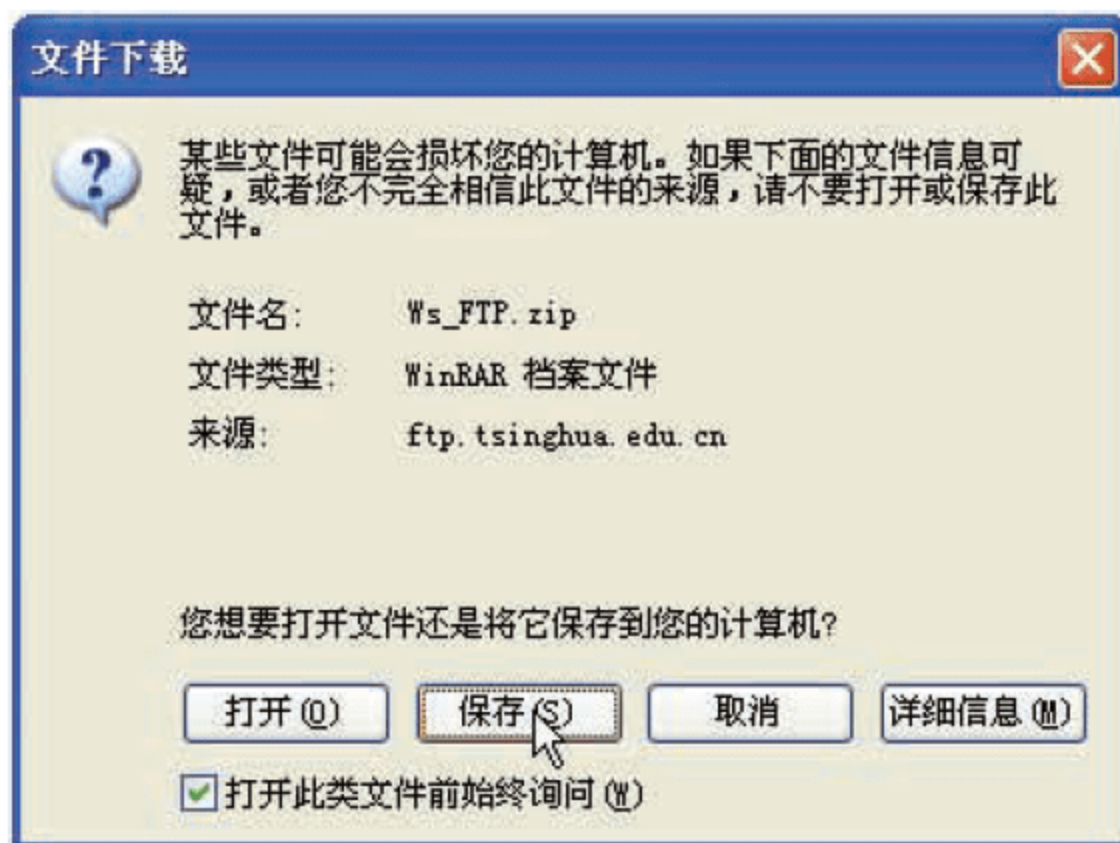 文件下载
某些文件可能会损坏您的计算机。如果下面的文件信息可
疑，或者您不完全相信此文件的来源，请不要打开或保存此
文件。
文件名： Ws_FTP.zip
文件类型： WinRAR 档案文件
来源： ftp.tsinghua.edu.cn
您想要打开文件还是将它保存到您的计算机?
打开(O) 保存(S) 取消 详细信息(M)
打开此类文件前始终询问(W)